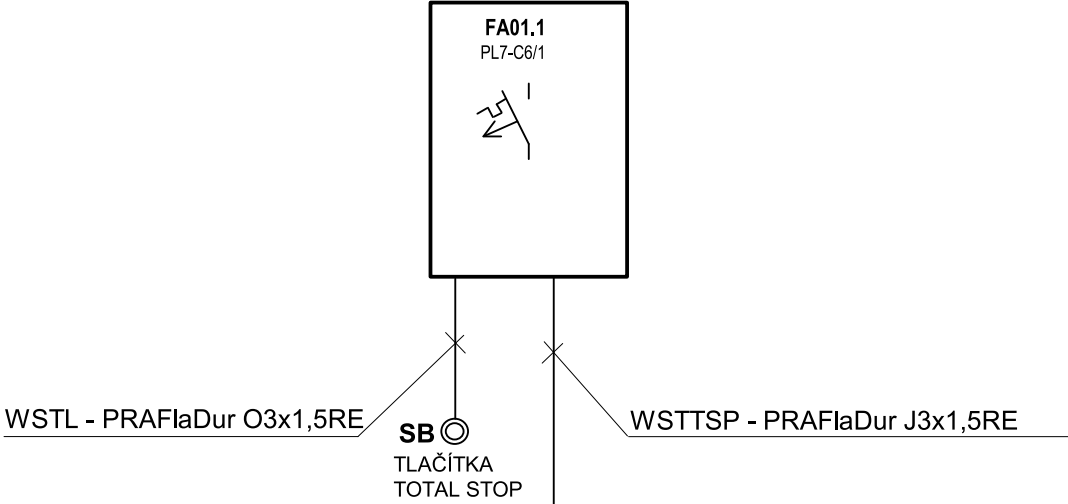 FA01.1
PL7-C6/1
WSTL - PRAFlaDur O3x1,5RE
WSTTSP - PRAFlaDur J3x1,5RE
SB
TLAČÍTKA
TOTAL STOP